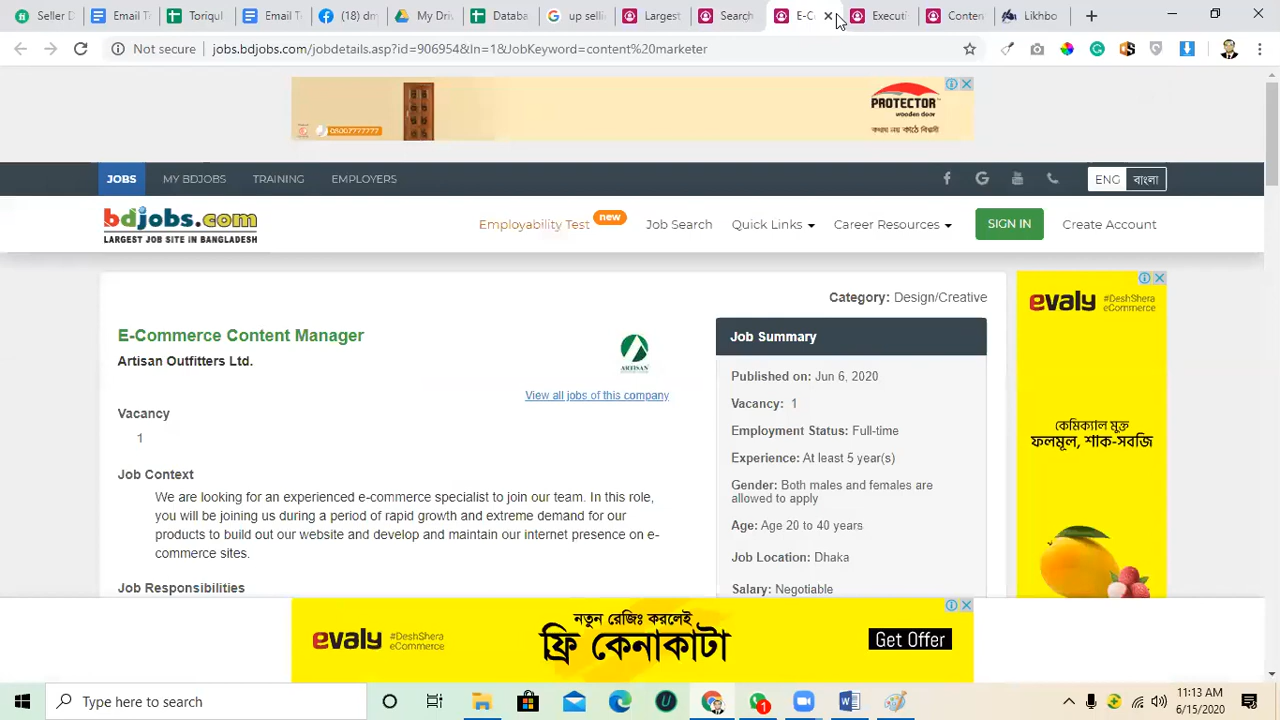 Seller D
Email T
Toriqul
Email T
(18) dm
My Driv
Databa
up selli
Largest
Search
E-C
Executi
Conten
Likhbo
Not secure
jobs.bdjobs.com/jobdetails.asp?id=906954&ln=1&JobKeyword=content%20marketer
08007777777
PROTECTOR
wooden door
JOBS
MY BDJOBS
TRAINING
EMPLOYERS
ENG
বাংলা
bdjobs.com
LARGEST JOB SITE IN BANGLADESH
Employability Test
new
Job Search
Quick Links
Career Resources
SIGN IN
Create Account
Category: Design/Creative
E-Commerce Content Manager
Artisan Outfitters Ltd.
ARTISAN
View all jobs of this company
Vacancy
1
Job Context
We are looking for an experienced e-commerce specialist to join our team. In this role,
you will be joining us during a period of rapid growth and extreme demand for our
products to build out our website and develop and maintain our internet presence on e-
commerce sites.
Job Responsibilities
Job Summary
Published on: Jun 6, 2020
Vacancy: 1
Employment Status: Full-time
Experience: At least 5 year(s)
Gender: Both males and females are
allowed to apply
Age: Age 20 to 40 years
Job Location: Dhaka
Salary: Negotiable
evaly #DeshShera
eCommerce
কেমিক্যাল মুক্ত
ফলমূল, শাক-সবজি
evaly #DeshShera
eCommerce
নতুন রেজিঃ করলেই
ফ্রি কেনাকাটা
Get Offer
Type here to search
1
11:13 AM
6/15/2020